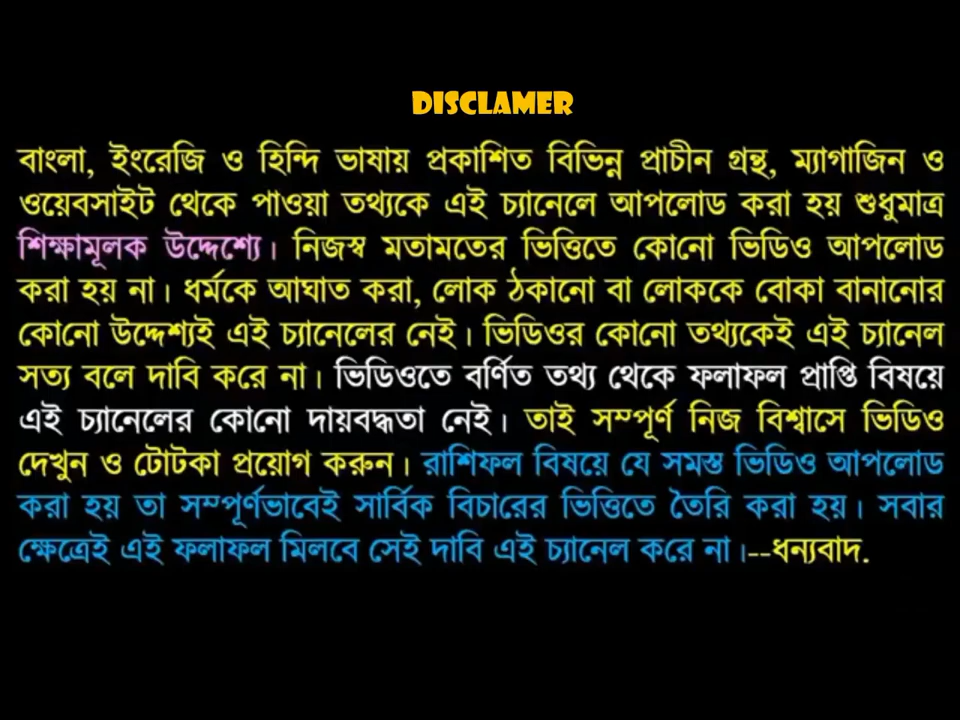 DISCLAMER
বাংলা, ইংরেজি ও হিন্দি ভাষায় প্রকাশিত বিভিন্ন প্রাচীন গ্রন্থ, ম্যাগাজিন ও
ওয়েবসাইট থেকে পাওয়া তথ্যকে এই চ্যানেলে আপলোড করা হয় শুধুমাত্র
শিক্ষামূলক উদ্দেশ্যে। নিজস্ব মতামতের ভিত্তিতে কোনো ভিডিও আপলোড
করা হয় না। ধর্মকে আঘাত করা, লোক ঠকানো বা লোককে বোকা বানানোর
কোনো উদ্দেশ্যই এই চ্যানেলের নেই। ভিডিওর কোনো তথ্যকেই এই চ্যানেল
সত্য বলে দাবি করে না। ভিডিওতে বর্ণিত তথ্য থেকে ফলাফল প্রাপ্তি বিষয়ে
এই চ্যানেলের কোনো দায়বদ্ধতা নেই। তাই সম্পূর্ণ নিজ বিশ্বাসে ভিডিও
দেখুন ও টোটকা প্রয়োগ করুন। রাশিফল বিষয়ে যে সমস্ত ভিডিও আপলোড
করা হয় তা সম্পূর্ণভাবেই সার্বিক বিচারের ভিত্তিতে তৈরি করা হয়। সবার
ক্ষেত্রেই এই ফলাফল মিলবে সেই দাবি এই চ্যানেল করে না।--ধন্যবাদ.